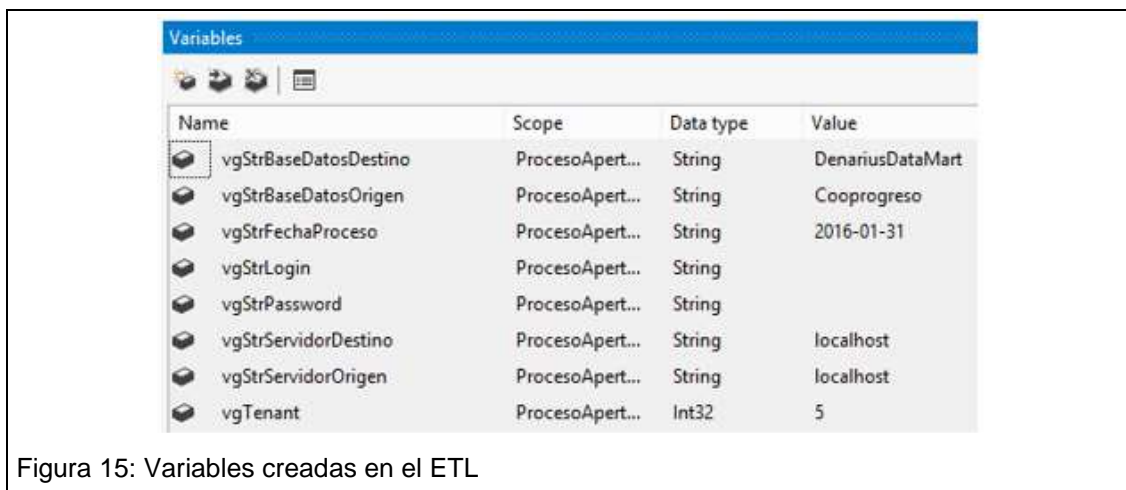 Variables
Name Scope Data type Value
vgStrBaseDatosDestino ProcesoApert... String DenariusDataMart
vgStrBaseDatosOrigen ProcesoApert... String Cooprogreso
vgStrFechaProceso ProcesoApert... String 2016-01-31
vgStrLogin ProcesoApert... String
vgStrPassword ProcesoApert... String
vgStrServidorDestino ProcesoApert... String localhost
vgStrServidorOrigen ProcesoApert... String localhost
vgTenant ProcesoApert... Int32 5
Figura 15: Variables creadas en el ETL